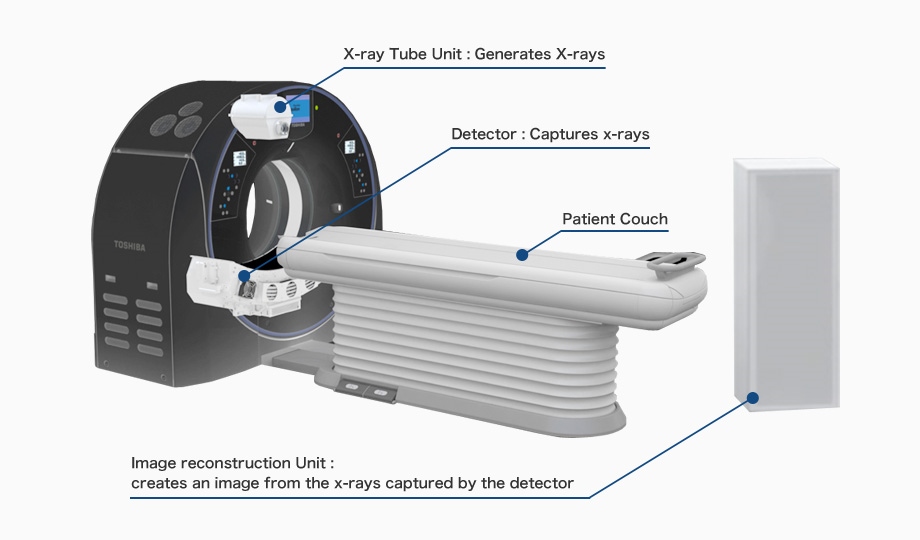 X-ray Tube Unit : Generates X-rays
Detector : Captures x-rays
Patient Couch
TOSHIBA
Image reconstruction Unit :
creates an image from the x-rays captured by the detector